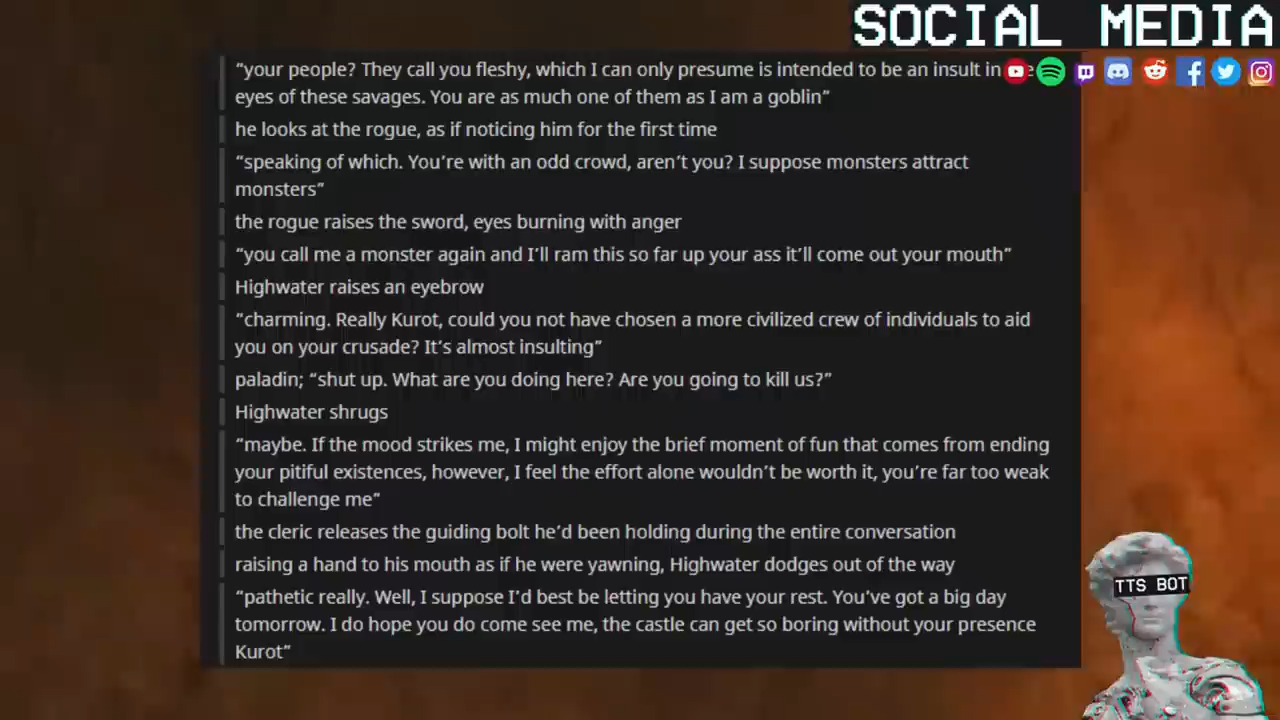 SOCIAL MEDIA
“your people? They call you fleshy, which I can only presume is intended to be an insult in
eyes of these savages. You are as much one of them as I am a goblin”
he looks at the rogue, as if noticing him for the first time
“speaking of which. You’re with an odd crowd, aren’t you? I suppose monsters attract
monsters”
the rogue raises the sword, eyes burning with anger
“you call me a monster again and I’ll ram this so far up your ass it’ll come out your mouth”
Highwater raises an eyebrow
“charming. Really Kurot, could you not have chosen a more civilized crew of individuals to aid
you on your crusade? It’s almost insulting”
paladin; “shut up. What are you doing here? Are you going to kill us?”
Highwater shrugs
“maybe. If the mood strikes me, I might enjoy the brief moment of fun that comes from ending
your pitiful existences, however, I feel the effort alone wouldn’t be worth it, you’re far too weak
to challenge me”
the cleric releases the guiding bolt he’d been holding during the entire conversation
raising a hand to his mouth as if he were yawning, Highwater dodges out of the way
“pathetic really. Well, I suppose I’d best be letting you have your rest. You’ve got a big day
tomorrow. I do hope you do come see me, the castle can get so boring without your presence
Kurot”
TTS BOT